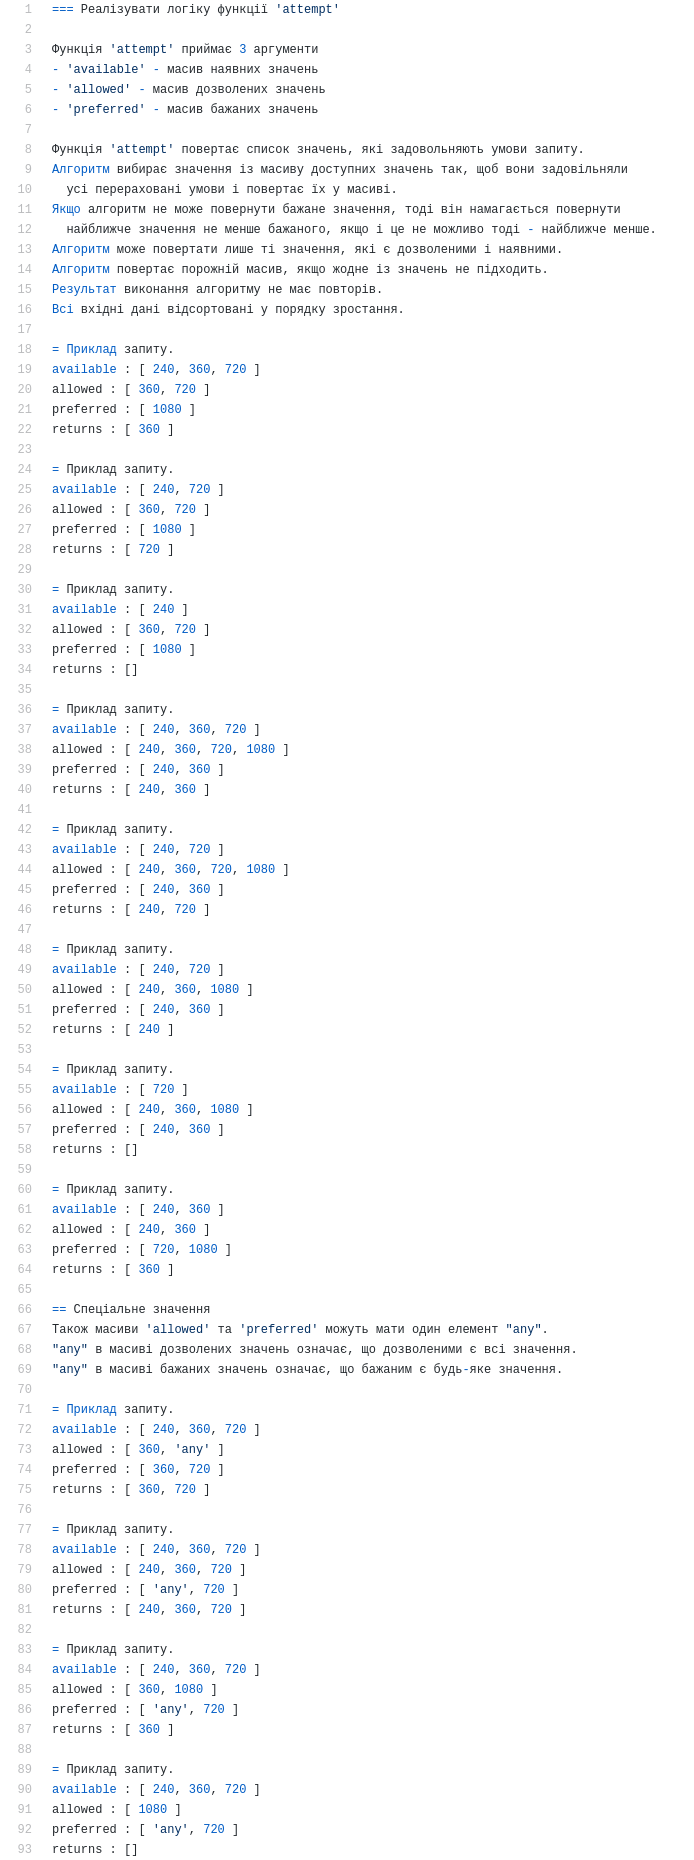 1 === Реалізувати логіку функції 'attempt'
2
3 Функція 'attempt' приймає 3 аргументи
4 - 'available' - масив наявних значень
5 - 'allowed' - масив дозволених значень
6 - 'preferred' - масив бажаних значень
7
8 Функція 'attempt' повертає список значень, які задовольняють умови запиту.
9 Алгоритм вибирає значення із масиву доступних значень так, щоб вони задовільняли
10 усі перераховані умови і повертає їх у масиві.
11 Якщо алгоритм не може повернути бажане значення, тоді він намагається повернути
12 найближче значення не менше бажаного, якщо і це не можливо тоді - найближче менше.
13 Алгоритм може повертати лише ті значення, які є дозволеними і наявними.
14 Алгоритм повертає порожній масив, якщо жодне із значень не підходить.
15 Результат виконання алгоритму не має повторів.
16 Всі вхідні дані відсортовані у порядку зростання.
17
18 = Приклад запиту.
19 available : [ 240, 360, 720 ]
20 allowed : [ 360, 720 ]
21 preferred : [ 1080 ]
22 returns : [ 360 ]
23
24 = Приклад запиту.
25 available : [ 240, 720 ]
26 allowed : [ 360, 720 ]
27 preferred : [ 1080 ]
28 returns : [ 720 ]
29
30 = Приклад запиту.
31 available : [ 240 ]
32 allowed : [ 360, 720 ]
33 preferred : [ 1080 ]
34 returns : []
35
36 = Приклад запиту.
37 available : [ 240, 360, 720 ]
38 allowed : [ 240, 360, 720, 1080 ]
39 preferred : [ 240, 360 ]
40 returns : [ 240, 360 ]
41
42 = Приклад запиту.
43 available : [ 240, 720 ]
44 allowed : [ 240, 360, 720, 1080 ]
45 preferred : [ 240, 360 ]
46 returns : [ 240, 720 ]
47
48 = Приклад запиту.
49 available : [ 240, 720 ]
50 allowed : [ 240, 360, 1080 ]
51 preferred : [ 240, 360 ]
52 returns : [ 240 ]
53
54 = Приклад запиту.
55 available : [ 720 ]
56 allowed : [ 240, 360, 1080 ]
57 preferred : [ 240, 360 ]
58 returns : []
59
60 = Приклад запиту.
61 available : [ 240, 360 ]
62 allowed : [ 240, 360 ]
63 preferred : [ 720, 1080 ]
64 returns : [ 360 ]
65
66 == Спеціальне значення
67 Також масиви 'allowed' та 'preferred' можуть мати один елемент "any".
68 "any" в масиві дозволених значень означає, що дозволеними є всі значення.
69 "any" в масиві бажаних значень означає, що бажаним є будь-яке значення.
70
71 = Приклад запиту.
72 available : [ 240, 360, 720 ]
73 allowed : [ 360, 'any' ]
74 preferred : [ 360, 720 ]
75 returns : [ 360, 720 ]
76
77 = Приклад запиту.
78 available : [ 240, 360, 720 ]
79 allowed : [ 240, 360, 720 ]
80 preferred : [ 'any', 720 ]
81 returns : [ 240, 360, 720 ]
82
83 = Приклад запиту.
84 available : [ 240, 360, 720 ]
85 allowed : [ 360, 1080 ]
86 preferred : [ 'any', 720 ]
87 returns : [ 360 ]
88
89 = Приклад запиту.
90 available : [ 240, 360, 720 ]
91 allowed : [ 1080 ]
92 preferred : [ 'any', 720 ]
93 returns : []